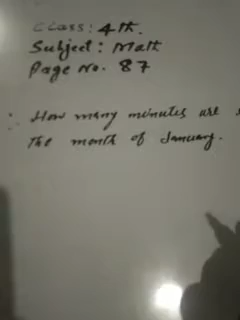 Class: 4th.
Subject: Math
Page No. 87
:- How many minutes are
the month of January.